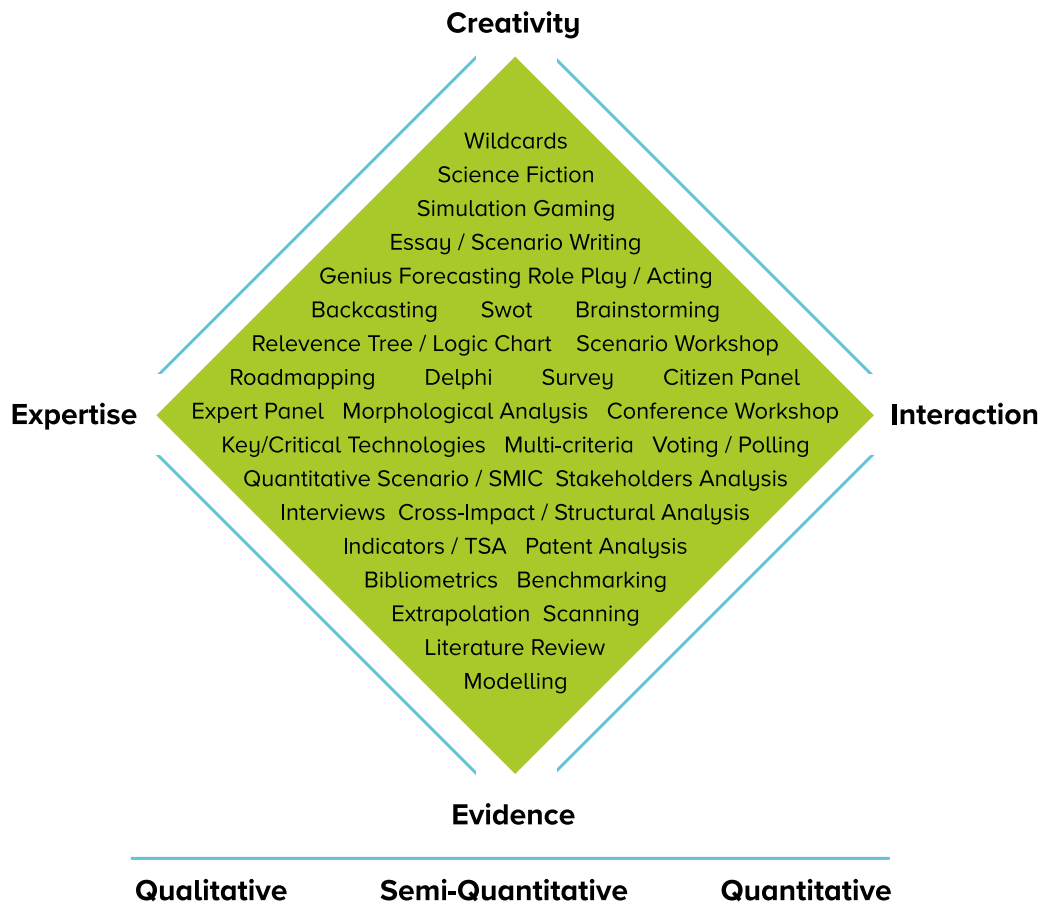 Creativity
Wildcards
Science Fiction
Simulation Gaming
Essay / Scenario Writing
Genius Forecasting Role Play / Acting
Backcasting Swot Brainstorming
Relevence Tree / Logic Chart Scenario Workshop
Roadmapping Delphi Survey Citizen Panel
Expertise Expert Panel Morphological Analysis Conference Workshop Interaction
Key/Critical Technologies Multi-criteria Voting / Polling
Quantitative Scenario / SMIC Stakeholders Analysis
Interviews Cross-Impact / Structural Analysis
Indicators / TSA Patent Analysis
Bibliometrics Benchmarking
Extrapolation Scanning
Literature Review
Modelling
Evidence
Qualitative Semi-Quantitative Quantitative